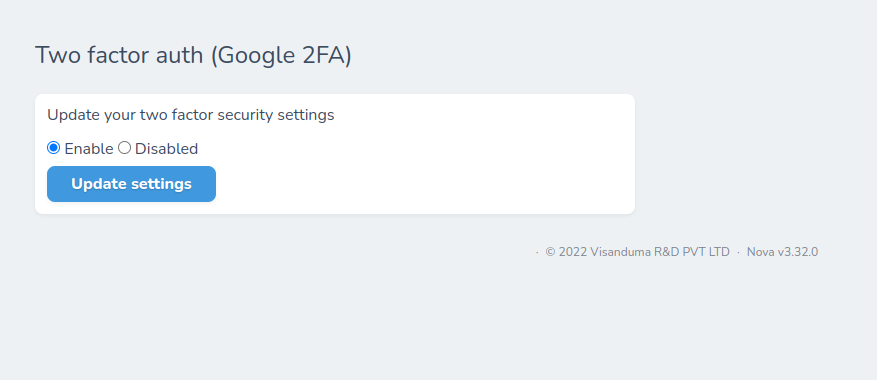 Two factor auth (Google 2FA)
Update your two factor security settings
Enable Disabled
Update settings
· © 2022 Visanduma R&D PVT LTD · Nova v3.32.0